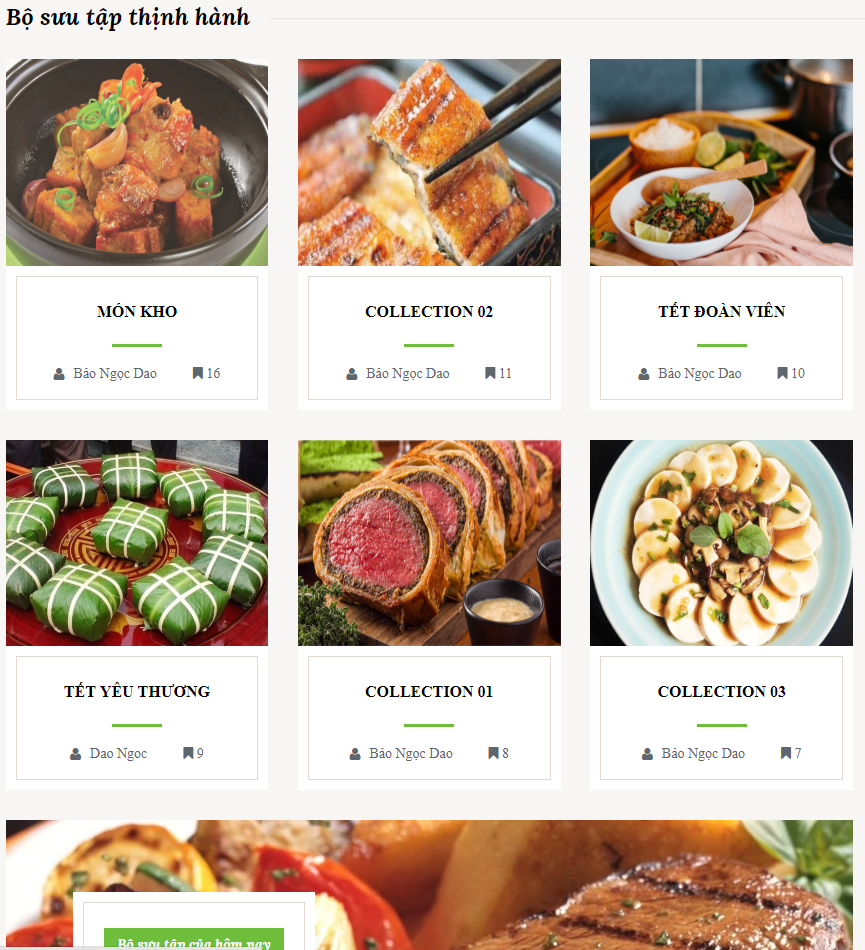 Bộ sưu tập thịnh hành
MÓN KHO
Bảo Ngọc Dao
16
COLLECTION 02
Bảo Ngọc Dao
11
TẾT ĐOÀN VIÊN
Bảo Ngọc Dao
10
TẾT YÊU THƯƠNG
Dao Ngoc
9
COLLECTION 01
Bảo Ngọc Dao
8
COLLECTION 03
Bảo Ngọc Dao
7
Bộ sưu tập của hôm nay